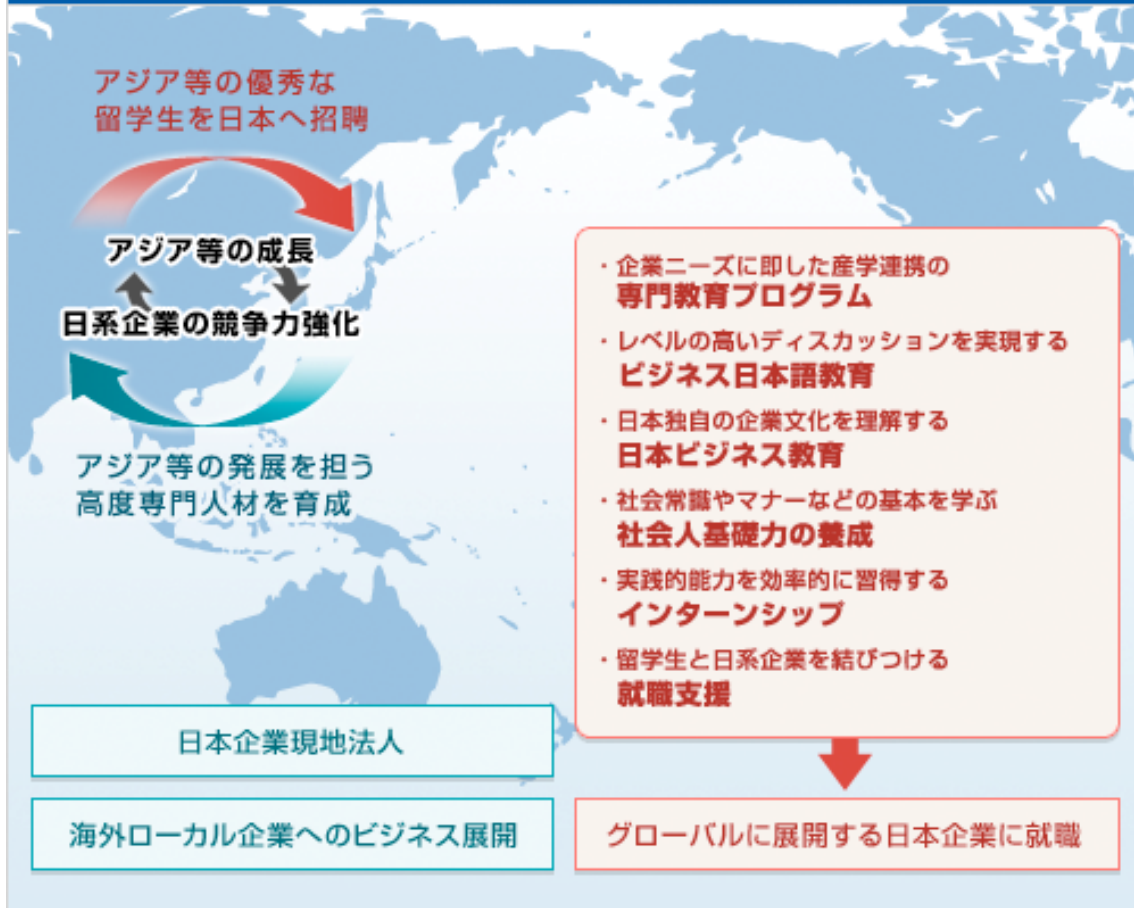 アジア等の優秀な
留学生を日本へ招聘
アジア等の成長
日系企業の競争力強化
アジア等の発展を担う
高度専門人材を育成
・企業ニーズに即した産学連携の
専門教育プログラム
・レベルの高いディスカッションを実現する
ビジネス日本語教育
・日本独自の企業文化を理解する
日本ビジネス教育
・社会常識やマナーなどの基本を学ぶ
社会人基礎力の養成
・実践的能力を効率的に習得する
インターンシップ
・留学生と日系企業を結びつける
就職支援
日本企業現地法人
海外ローカル企業へのビジネス展開
グローバルに展開する日本企業に就職